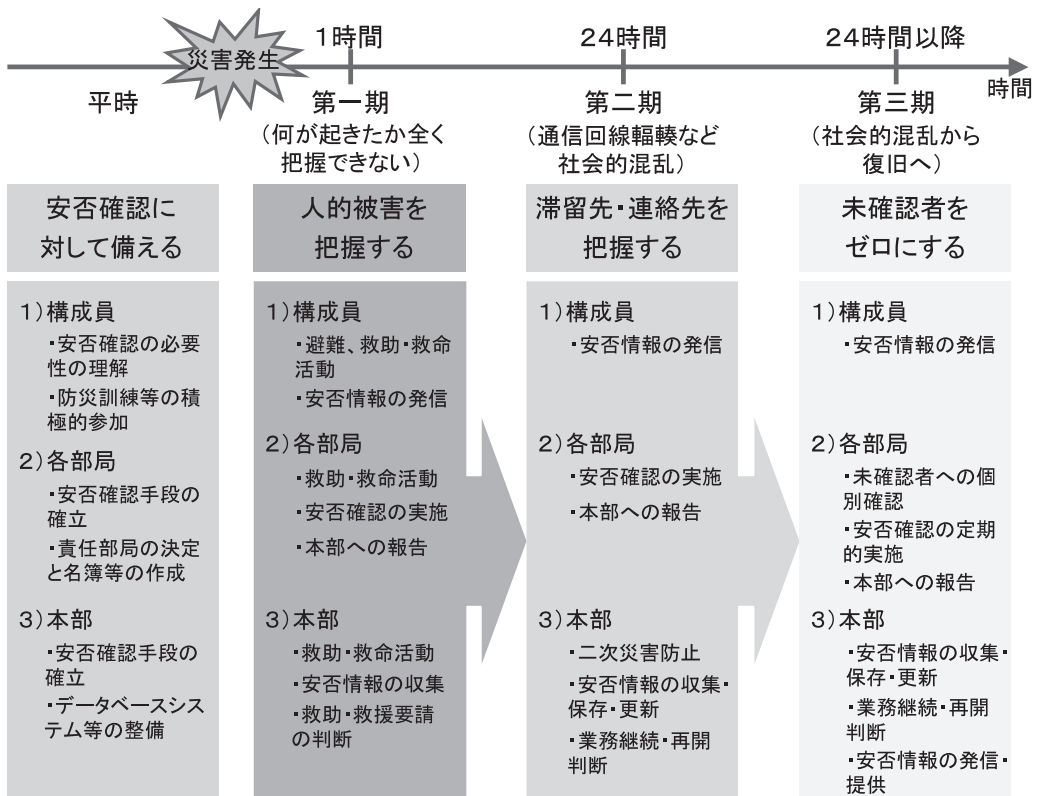 災害発生
1時間
24時間
24時間以降
時間
平時
第一期
(何が起きたか全く
把握できない)
第二期
(通信回線輻輳など
社会的混乱)
第三期
(社会的混乱から
復旧へ)
安否確認に
対して備える
人的被害を
把握する
滞留先・連絡先を
把握する
未確認者を
ゼロにする
1)構成員
・安否確認の必要
性の理解
・防災訓練等の積
極的参加
2)各部局
・安否確認手段の
確立
・責任部局の決定
と名簿等の作成
3)本部
・安否確認手段の
確立
・データベースシス
テム等の整備
1)構成員
・避難、救助・救命
活動
・安否情報の発信
2)各部局
・救助・救命活動
・安否確認の実施
・本部への報告
3)本部
・救助・救命活動
・安否情報の収集
・救助・救援要請
の判断
1)構成員
・安否情報の発信
2)各部局
・安否確認の実施
・本部への報告
3)本部
・二次災害防止
・安否情報の収集・
保存・更新
・業務継続・再開
判断
1)構成員
・安否情報の発信
2)各部局
・未確認者への個
別確認
・安否確認の定期
的実施
・本部への報告
3)本部
・安否情報の収集・
保存・更新
・業務継続・再開
判断
・安否情報の発信・
提供